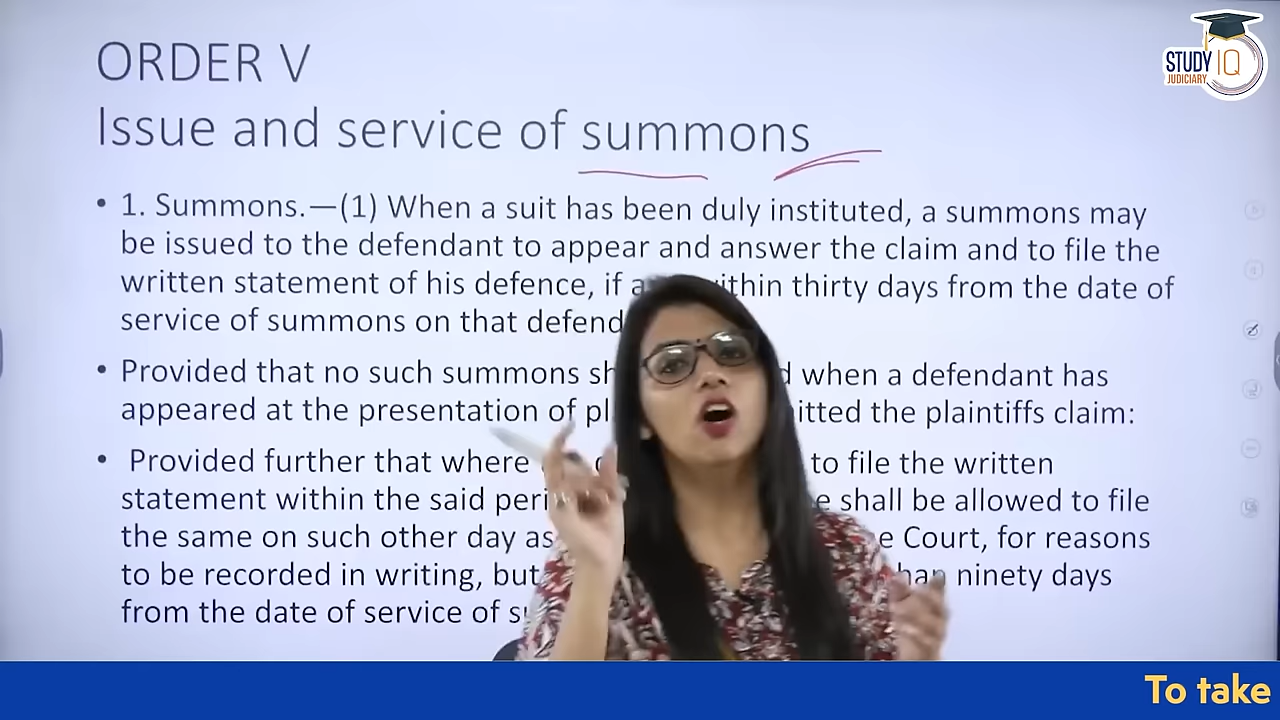 ORDER V
STUDY IQ
JUDICIARY
Issue and service of summons
• 1. Summons.—(1) When a suit has been duly instituted, a summons may
be issued to the defendant to appear and answer the claim and to file the
written statement of his defence, if thirty days from the date of
service of summons on that
• Provided that no such summons when a defendant has
appeared at the presentation of the plaintiffs claim:
• Provided further that where to file the written
statement within the said shall be allowed to file
the same on such other day as Court, for reasons
to be recorded in writing, but ninety days
from the date of service of
To take